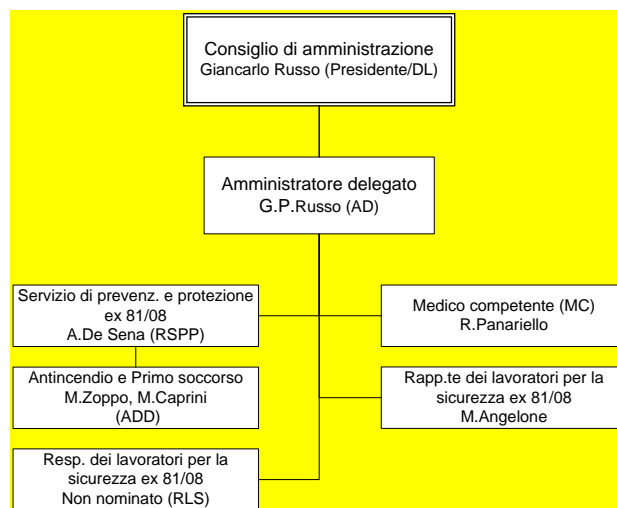 Consiglio di amministrazione
Giancarlo Russo (Presidente/DL)
Amministratore delegato
G.P.Russo (AD)
Servizio di prevenz. e protezione
ex 81/08
A.De Sena (RSPP)
Medico competente (MC)
R.Panariello
Antincendio e Primo soccorso
M.Zoppo, M.Caprini
(ADD)
Rapp.te dei lavoratori per la
sicurezza ex 81/08
M.Angelone
Resp. dei lavoratori per la
sicurezza ex 81/08
Non nominato (RLS)